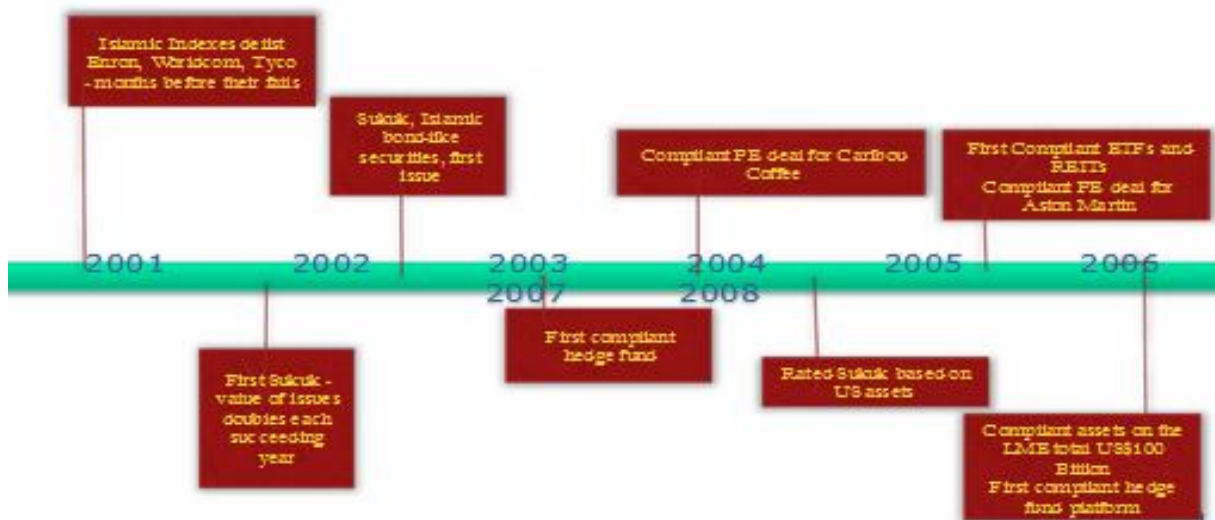 Islamic Indexes delist
Enron, Worldcom, Tyco
- months before their falls
Sukuk, Islamic
bond-like
securities, first
issue
Compliant PE deal for Caribou
Coffee
First Compliant ETFs and
REITs
Compliant PE deal for
Aston Martin
2001 2002 2003 2004 2005 2006
2007 2008
First Sukuk -
value of issues
doubles each
succeeding
year
First compliant
hedge fund
Rated Sukuk based on
US assets
Compliant assets on the
LME total US$100
Billion
First compliant hedge
fund platform